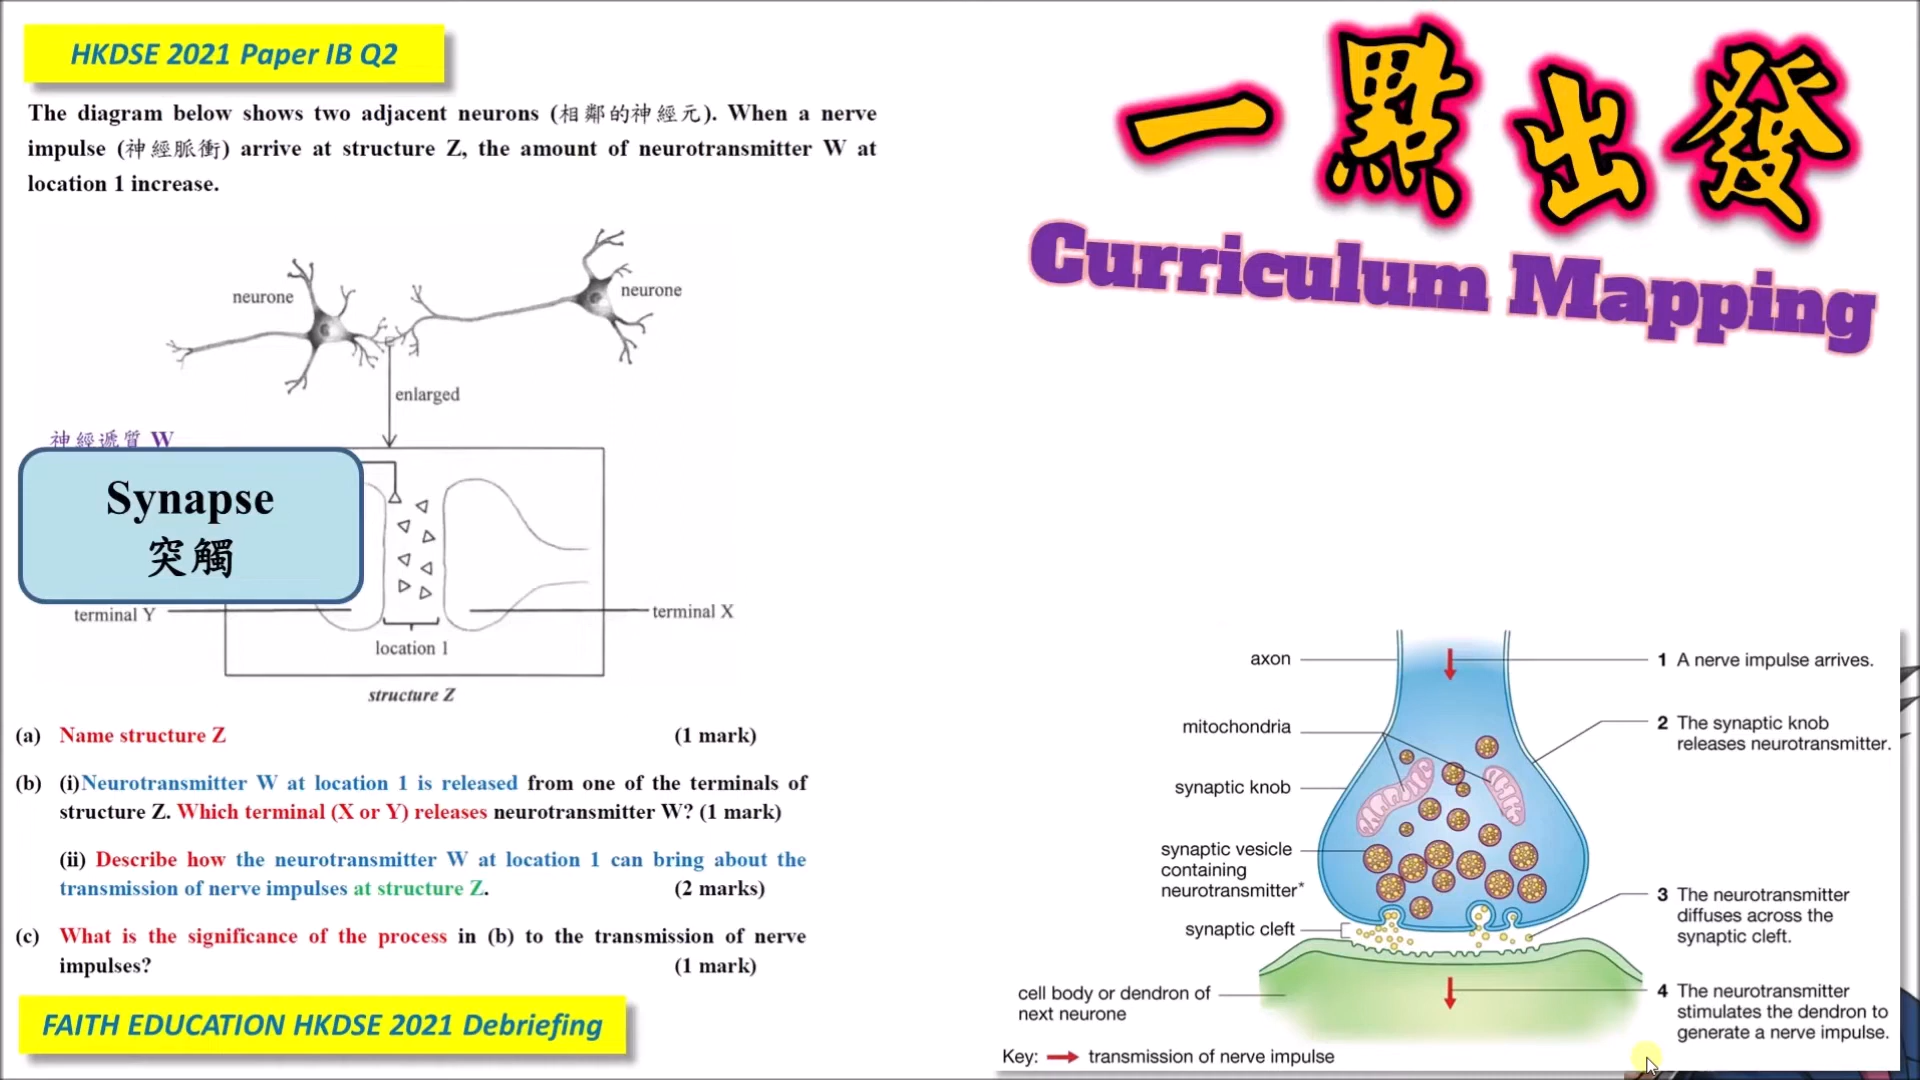 HKDSE 2021 Paper IB Q2
The diagram below shows two adjacent neurons (相鄰的神經元). When a nerve
impulse (神經脈衝) arrive at structure Z, the amount of neurotransmitter W at
location 1 increase.
neurone
neurone
enlarged
神經遞質 W
Synapse
突觸
terminal Y
terminal X
location 1
structure Z
(a) Name structure Z (1 mark)
(b) (i)Neurotransmitter W at location 1 is released from one of the terminals of
structure Z. Which terminal (X or Y) releases neurotransmitter W? (1 mark)
(ii) Describe how the neurotransmitter W at location 1 can bring about the
transmission of nerve impulses at structure Z. (2 marks)
(c) What is the significance of the process in (b) to the transmission of nerve
impulses? (1 mark)
FAITH EDUCATION HKDSE 2021 Debriefing
一點出發
Curriculum Mapping
axon
mitochondria
synaptic knob
synaptic vesicle
containing
neurotransmitter*
synaptic cleft
cell body or dendron of
next neurone
1 A nerve impulse arrives.
2 The synaptic knob
releases neurotransmitter.
3 The neurotransmitter
diffuses across the
synaptic cleft.
4 The neurotransmitter
stimulates the dendron to
generate a nerve impulse.
Key: → transmission of nerve impulse